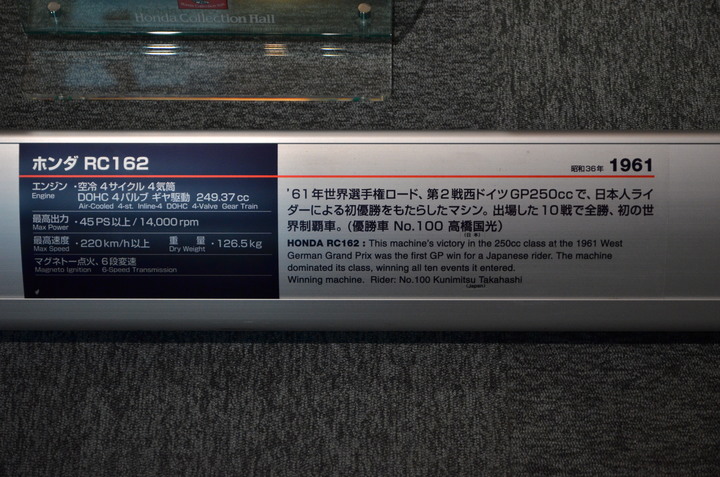 Honda Collection Hall
ホンダ RC162
エンジン ・空冷 4サイクル 4気筒
Engine DOHC 4バルブ ギヤ駆動 249.37cc
Air-Cooled 4-st. Inline-4 DOHC 4-Valve Gear Train
最高出力 ・45PS以上/14,000rpm
Max Power
最高速度 ・220km/h以上 重量 ・126.5kg
Max Speed Dry Weight
マグネトー点火、6段変速
Magneto Ignition 6-Speed Transmission
昭和36年 1961
'61年世界選手権ロード、第2戦西ドイツGP250ccで、日本人ライ
ダーによる初優勝をもたらしたマシン。出場した10戦で全勝、初の世
界制覇車。(優勝車 No.100 高橋国光)
(日本)
HONDA RC162 : This machine's victory in the 250cc class at the 1961 West
German Grand Prix was the first GP win for a Japanese rider. The machine
dominated its class, winning all ten events it entered.
Winning machine. Rider: No.100 Kunimitsu Takahashi
(Japan)